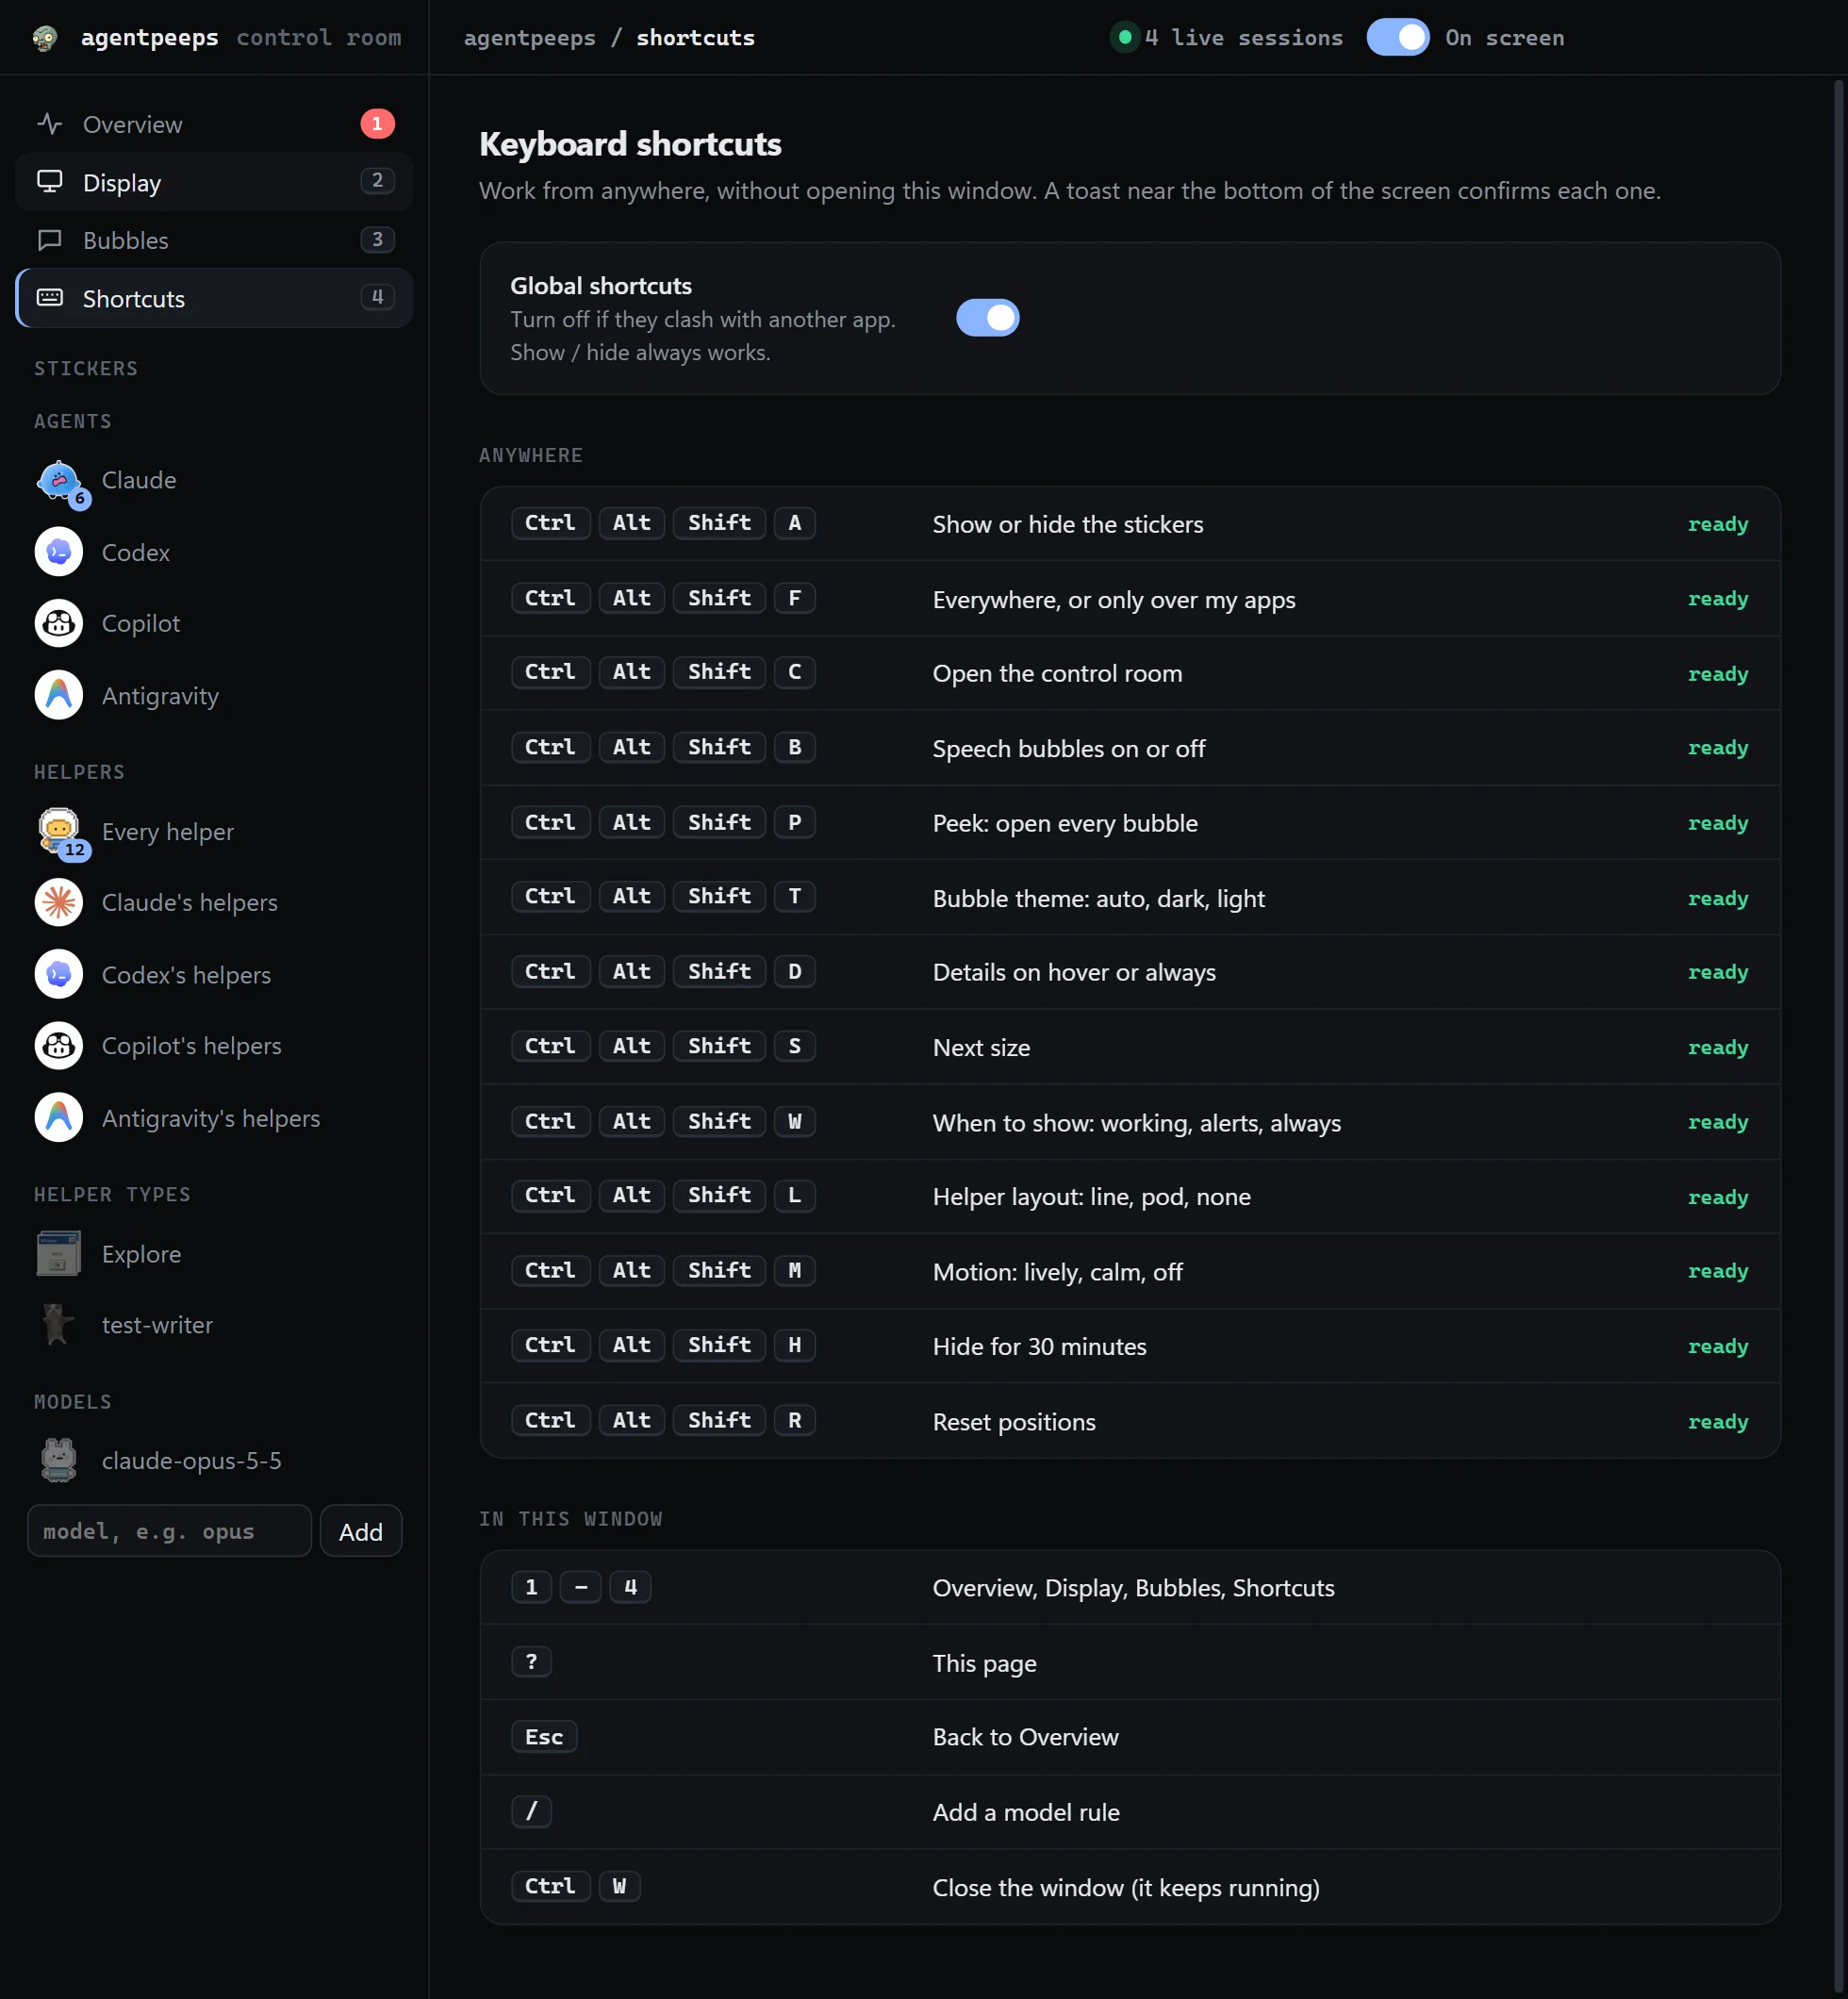 agentpeeps control room
agentpeeps / shortcuts
4 live sessions
On screen
Overview 1
Display 2
Bubbles 3
Shortcuts 4
STICKERS
AGENTS
6
Claude
Codex
Copilot
Antigravity
HELPERS
12
Every helper
Claude's helpers
Codex's helpers
Copilot's helpers
Antigravity's helpers
HELPER TYPES
Explore
test-writer
MODELS
claude-opus-5-5
model, e.g. opus
Add
Keyboard shortcuts
Work from anywhere, without opening this window. A toast near the bottom of the screen confirms each one.
Global shortcuts
Turn off if they clash with another app.
Show / hide always works.
ANYWHERE
Ctrl Alt Shift A Show or hide the stickers ready
Ctrl Alt Shift F Everywhere, or only over my apps ready
Ctrl Alt Shift C Open the control room ready
Ctrl Alt Shift B Speech bubbles on or off ready
Ctrl Alt Shift P Peek: open every bubble ready
Ctrl Alt Shift T Bubble theme: auto, dark, light ready
Ctrl Alt Shift D Details on hover or always ready
Ctrl Alt Shift S Next size ready
Ctrl Alt Shift W When to show: working, alerts, always ready
Ctrl Alt Shift L Helper layout: line, pod, none ready
Ctrl Alt Shift M Motion: lively, calm, off ready
Ctrl Alt Shift H Hide for 30 minutes ready
Ctrl Alt Shift R Reset positions ready
IN THIS WINDOW
1 – 4 Overview, Display, Bubbles, Shortcuts
? This page
Esc Back to Overview
/ Add a model rule
Ctrl W Close the window (it keeps running)